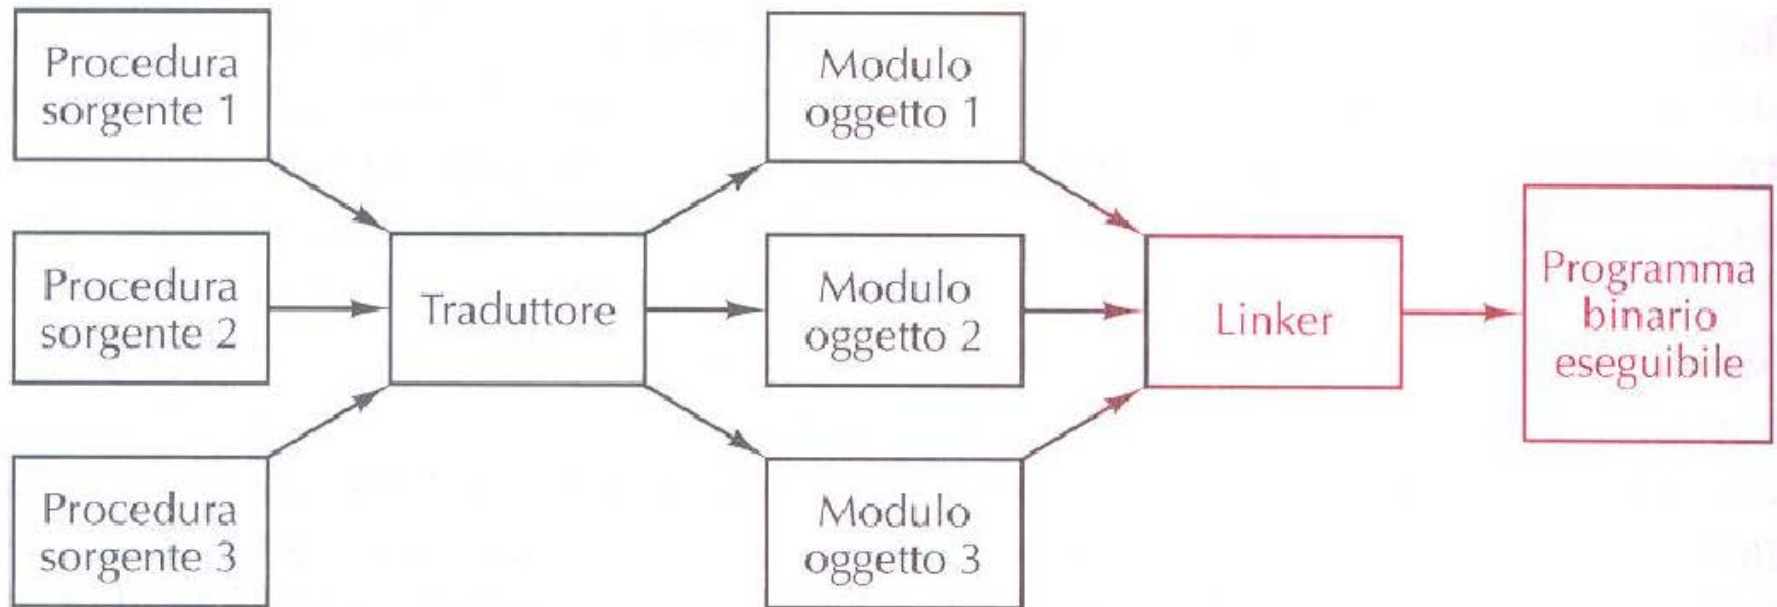 Procedura
sorgente 1
Procedura
sorgente 2
Procedura
sorgente 3
Traduttore
Modulo
oggetto 1
Modulo
oggetto 2
Modulo
oggetto 3
Linker
Programma
binario
eseguibile